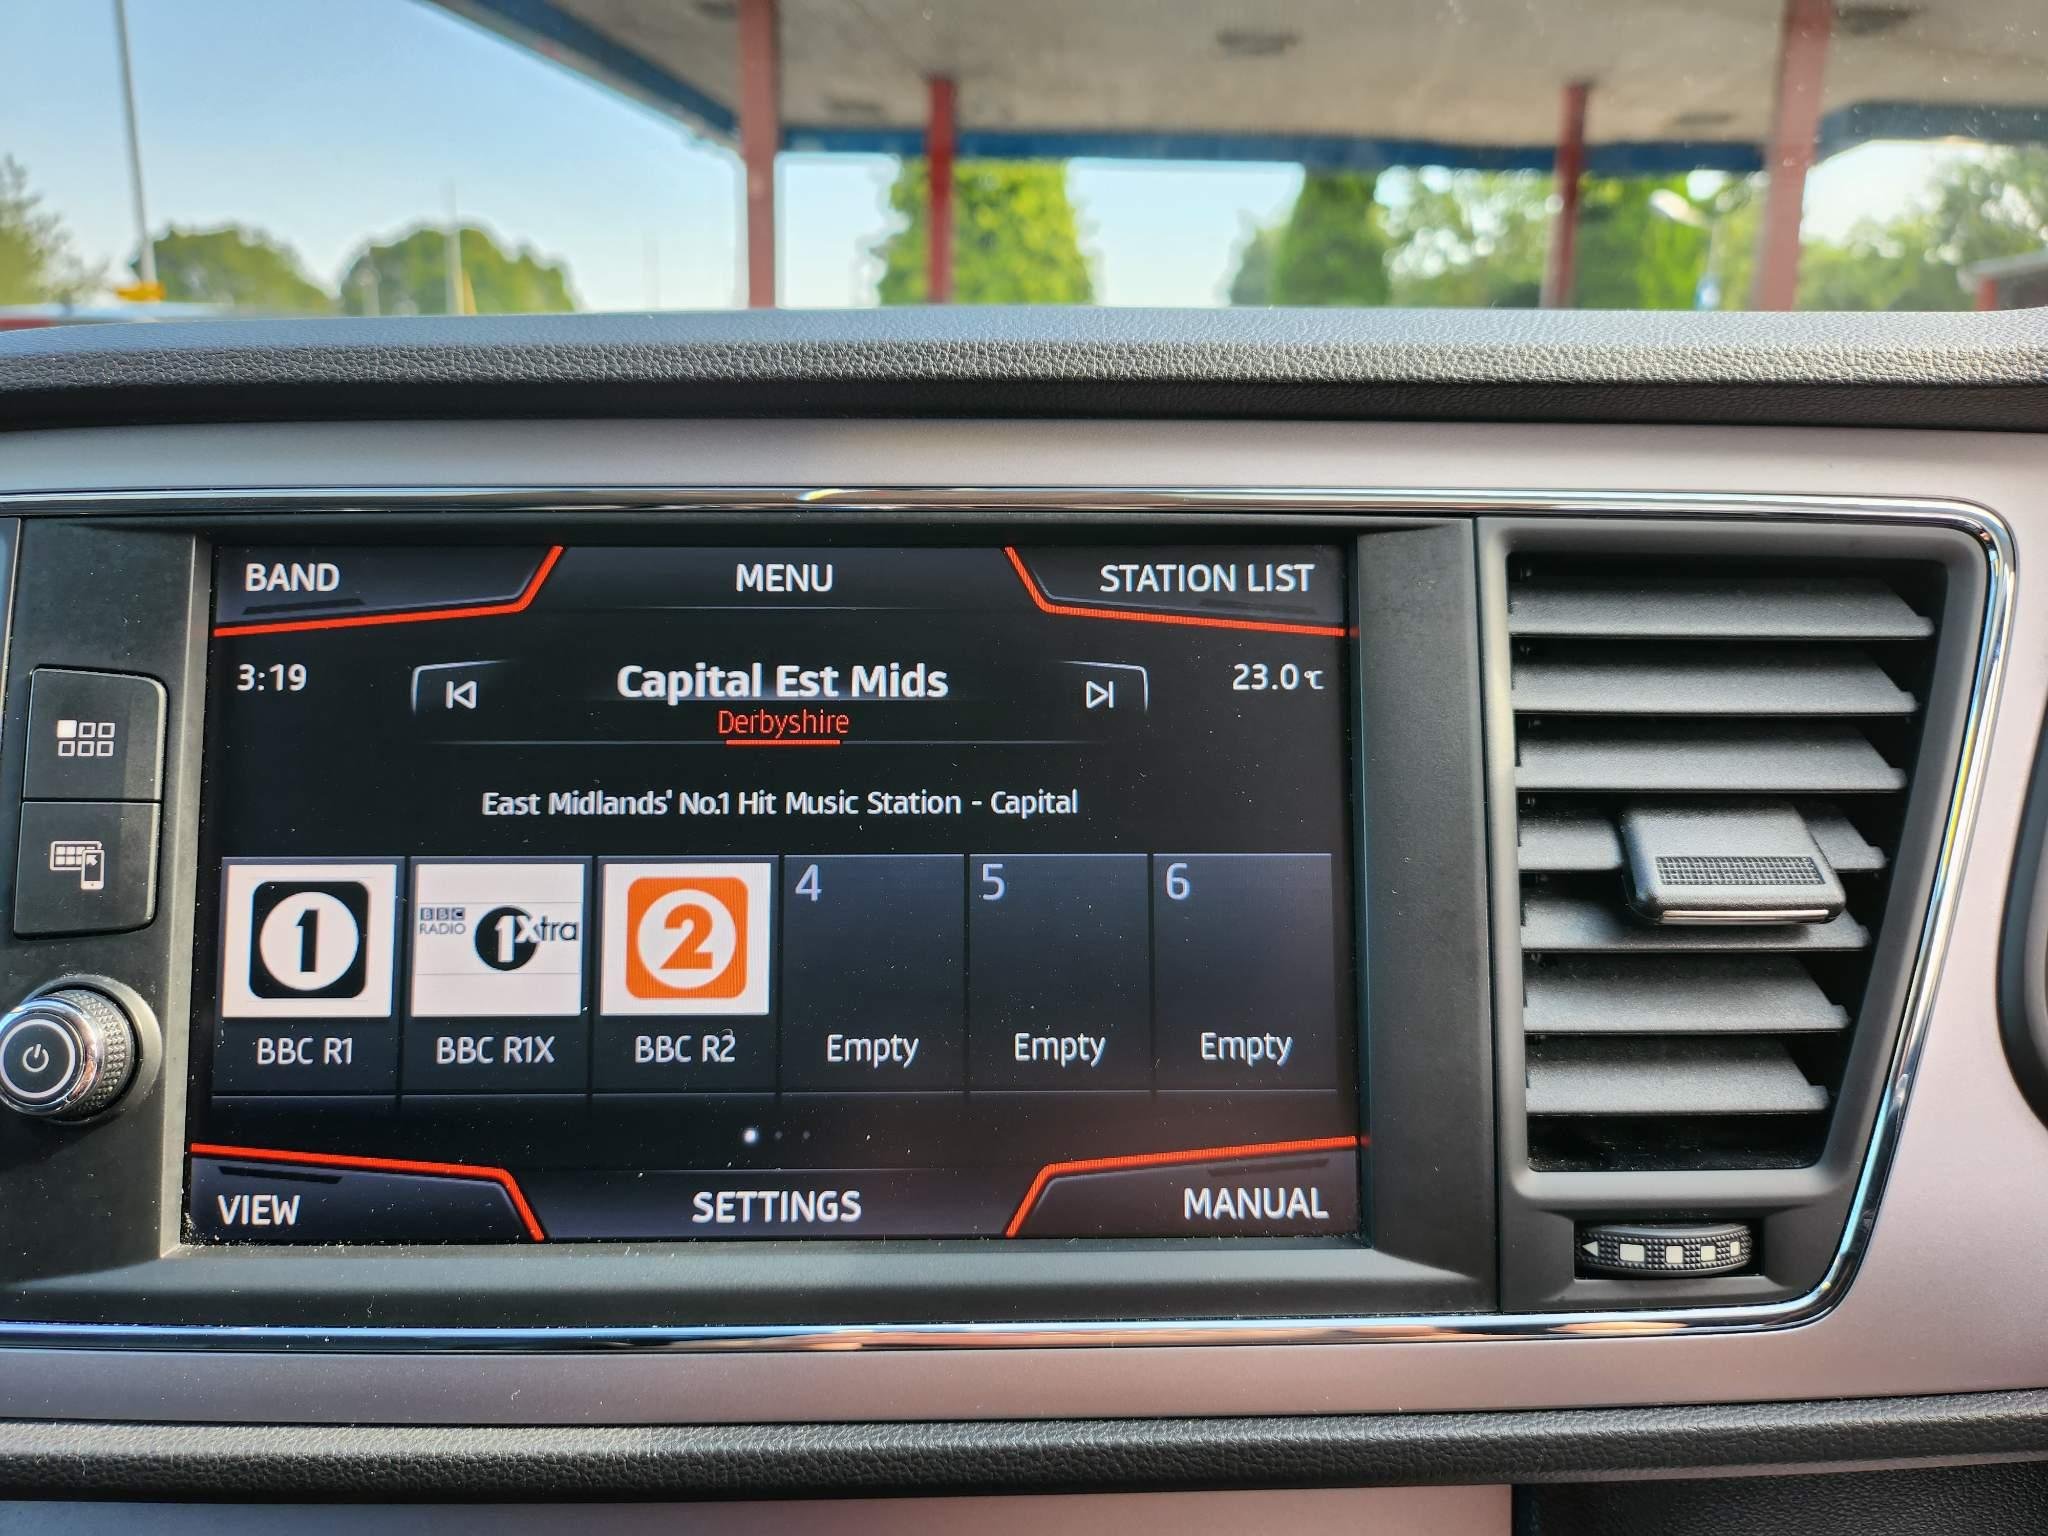 BAND MENU STATION LIST
3:19 Capital Est Mids 23.0°C
Derbyshire
East Midlands' No.1 Hit Music Station - Capital
1 BBC RADIO 1Xtra 2 4 5 6
BBC R1 BBC R1X BBC R2 Empty Empty Empty
VIEW SETTINGS MANUAL